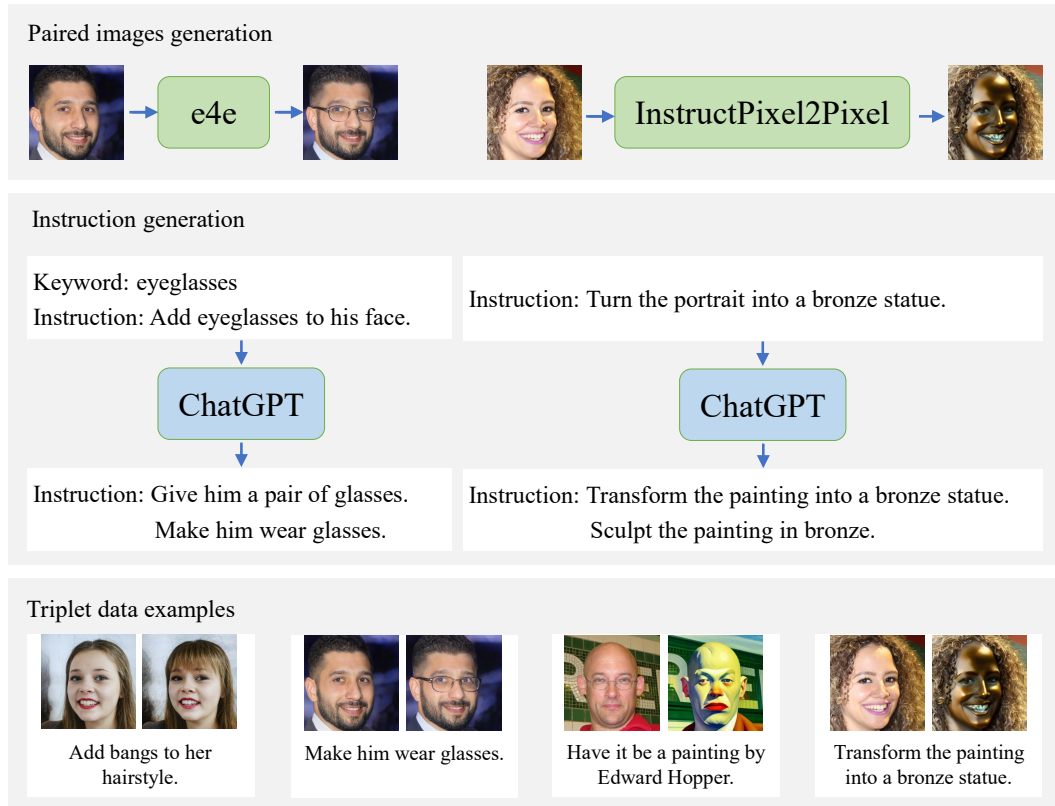 Paired images generation
e4e
InstructPixel2Pixel
Instruction generation
Keyword: eyeglasses
Instruction: Add eyeglasses to his face.
ChatGPT
Instruction: Give him a pair of glasses.
Make him wear glasses.
Instruction: Turn the portrait into a bronze statue.
ChatGPT
Instruction: Transform the painting into a bronze statue.
Sculpt the painting in bronze.
Triplet data examples
Add bangs to her
hairstyle.
Make him wear glasses.
Have it be a painting by
Edward Hopper.
Transform the painting
into a bronze statue.